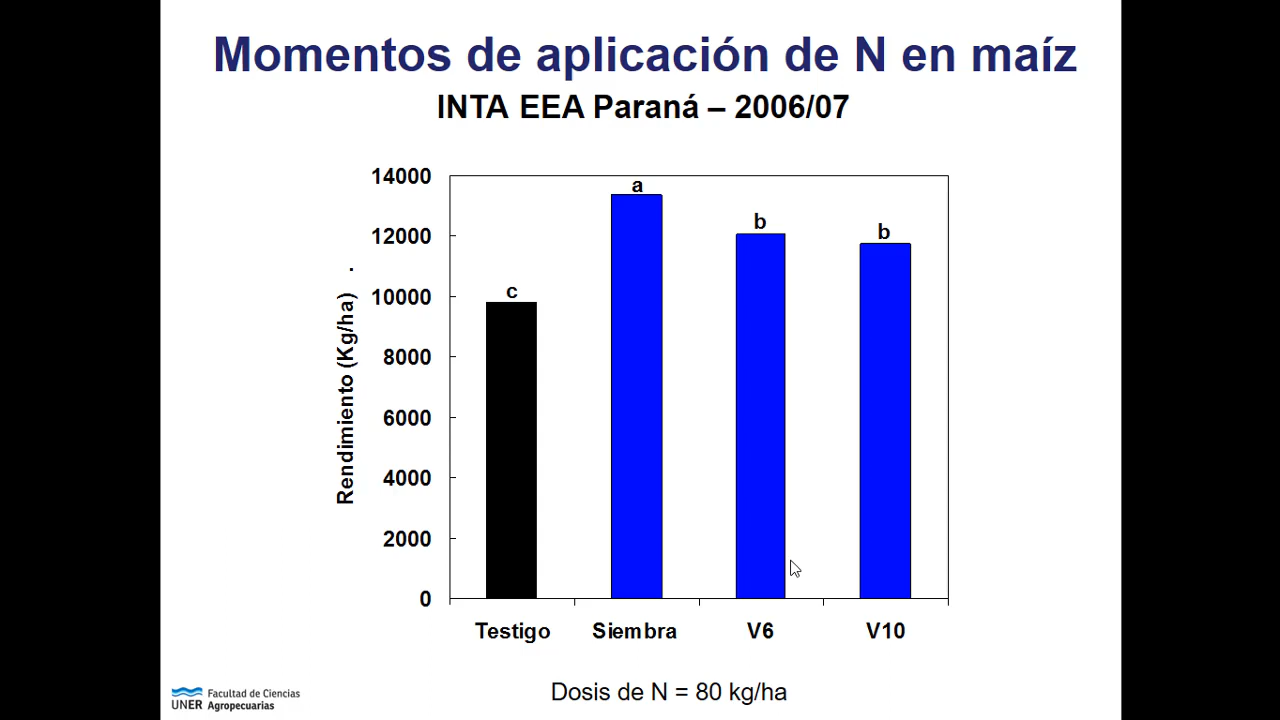 Momentos de aplicación de N en maíz
INTA EEA Paraná – 2006/07
Rendimiento (Kg/ha) .
14000
12000
10000
8000
6000
4000
2000
0
c
a
b
b
Testigo Siembra V6 V10
Dosis de N = 80 kg/ha
UNER
Facultad de Ciencias
Agropecuarias